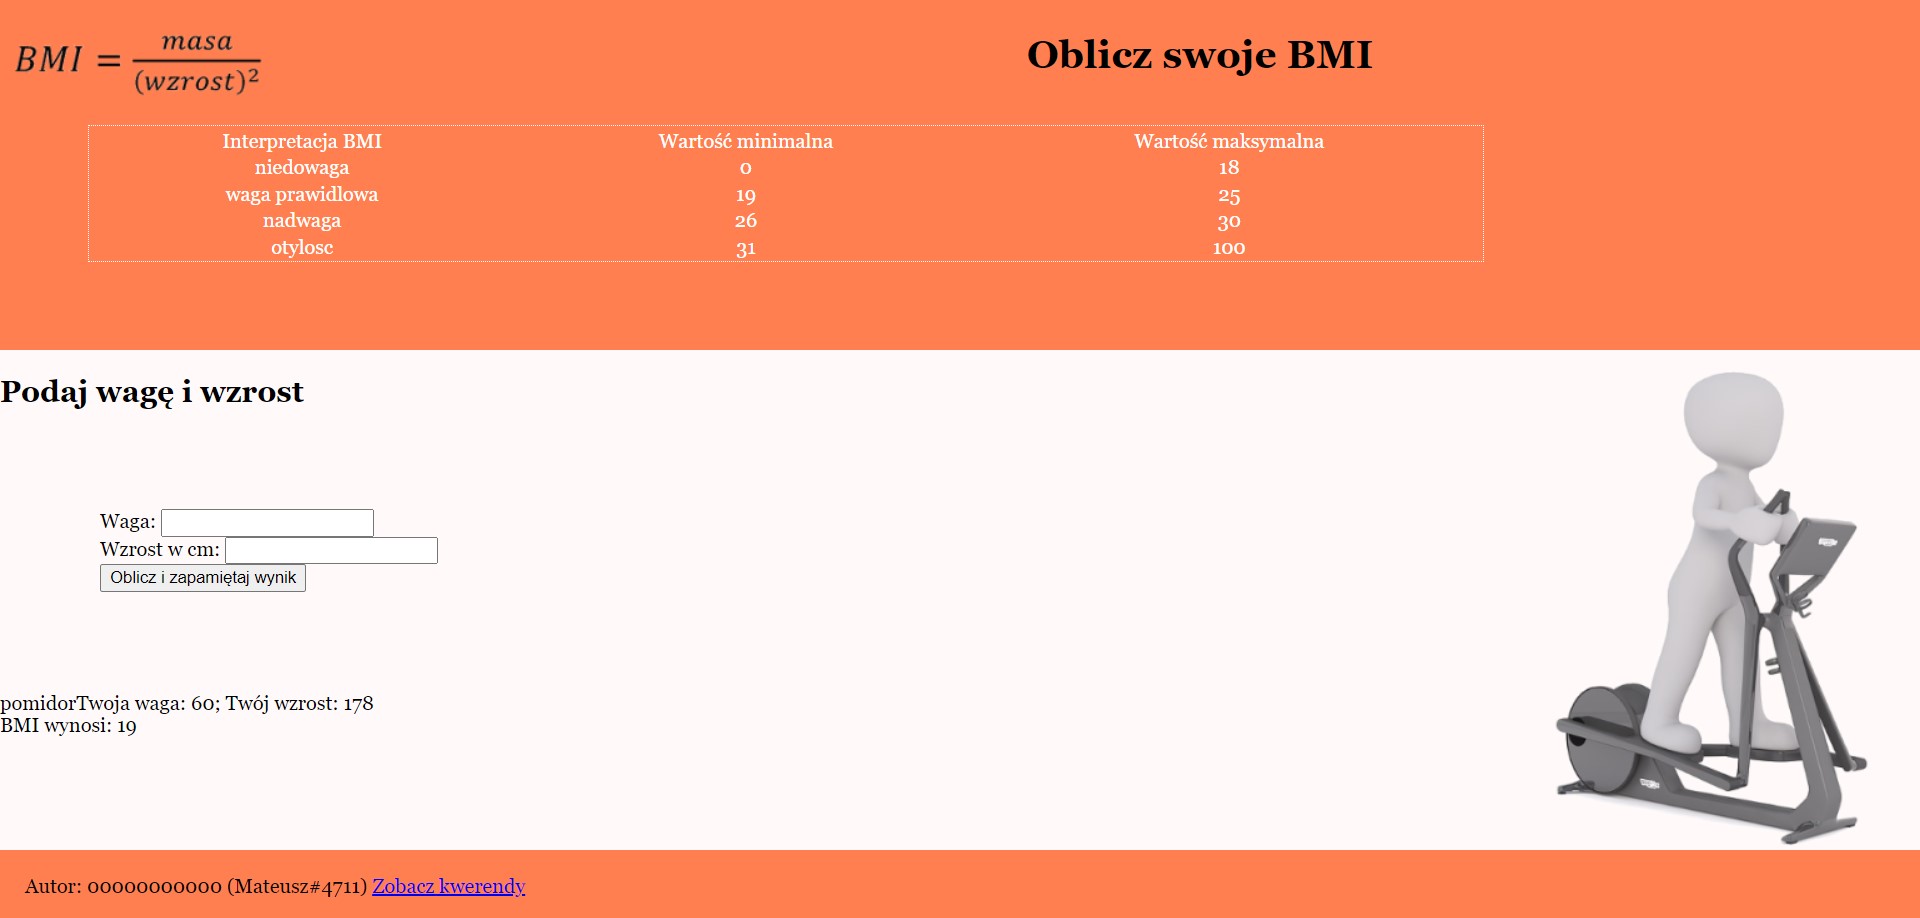 BMI = masa / (wzrost)²
Oblicz swoje BMI
Interpretacja BMI Wartość minimalna Wartość maksymalna
niedowaga 0 18
waga prawidlowa 19 25
nadwaga 26 30
otylosc 31 100
Podaj wagę i wzrost
Waga:
Wzrost w cm:
Oblicz i zapamiętaj wynik
pomidorTwoja waga: 60; Twój wzrost: 178
BMI wynosi: 19
Autor: 00000000000 (Mateusz#4711) Zobacz kwerendy